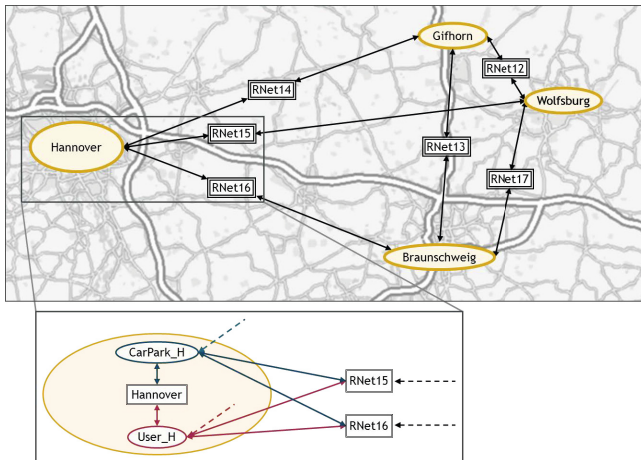 Gifhorn
RNet12
RNet14
Wolfsburg
RNet15
Hannover
RNet13
RNet16
RNet17
Braunschweig
CarPark_H
RNet15
Hannover
RNet16
User_H